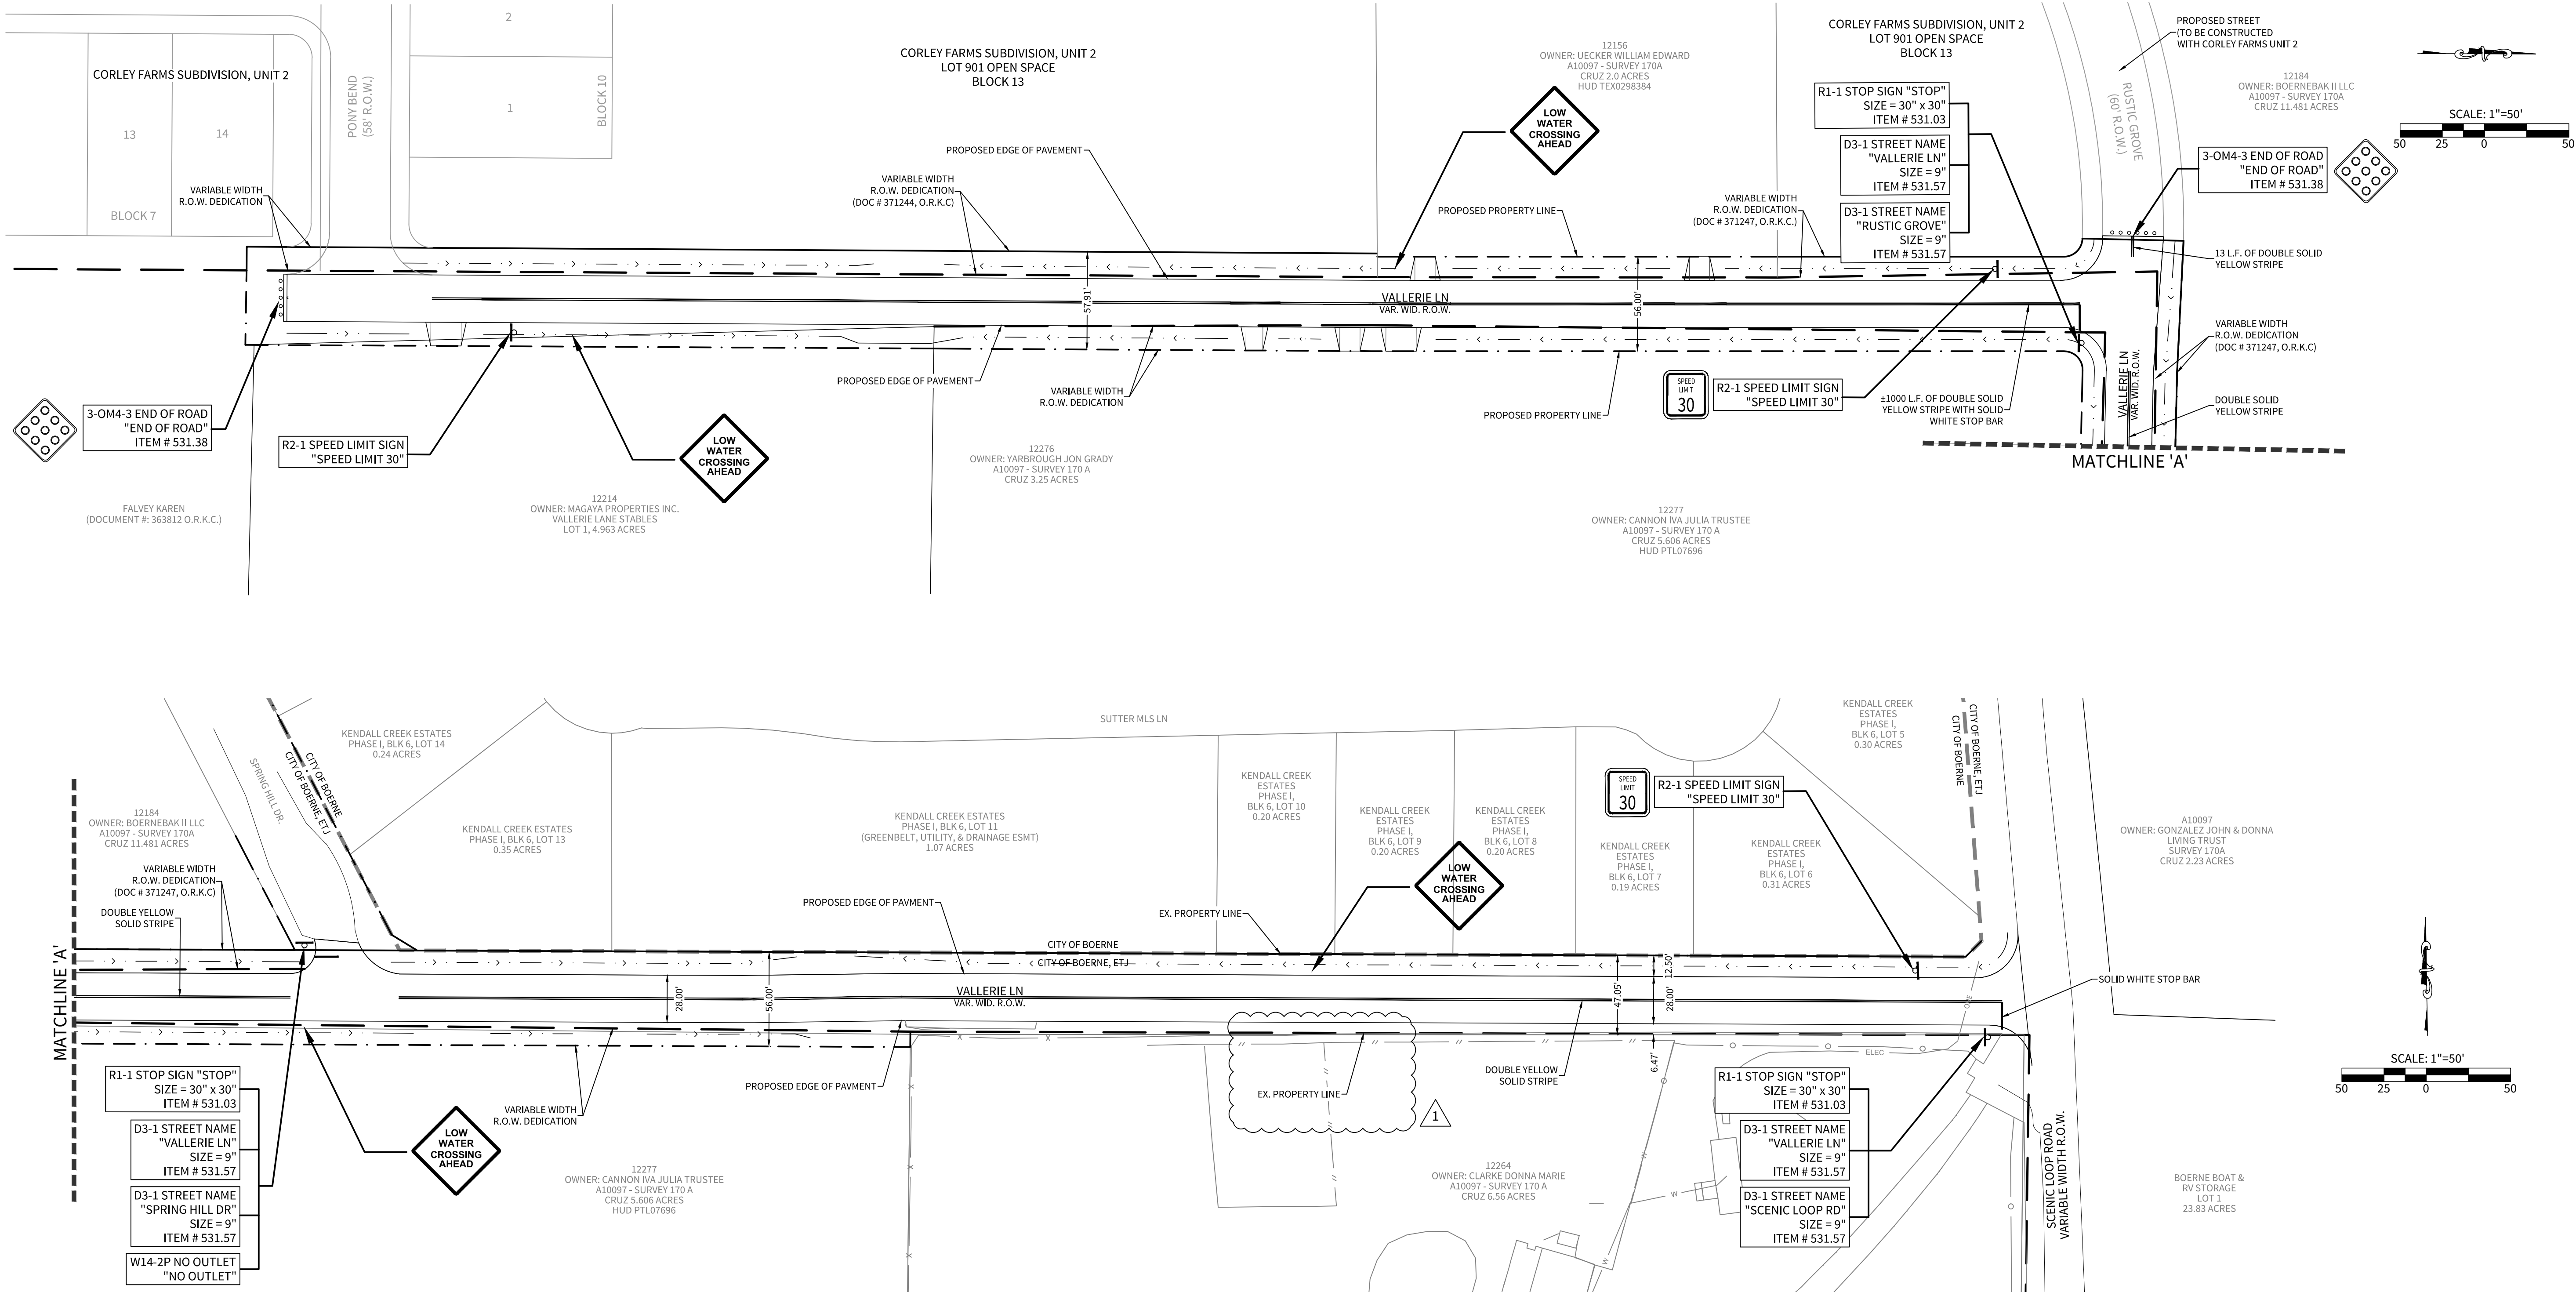 2
CORLEY FARMS SUBDIVISION, UNIT 2
13
14
BLOCK 7
PONY BEND
(58' R.O.W.)
1
BLOCK 10
CORLEY FARMS SUBDIVISION, UNIT 2
LOT 901 OPEN SPACE
BLOCK 13
12156
OWNER: UECKER WILLIAM EDWARD
A10097 - SURVEY 170A
CRUZ 2.0 ACRES
HUD TEX0298384
CORLEY FARMS SUBDIVISION, UNIT 2
LOT 901 OPEN SPACE
BLOCK 13
PROPOSED STREET
(TO BE CONSTRUCTED
WITH CORLEY FARMS UNIT 2
RUSTIC GROVE
(60' R.O.W.)
12184
OWNER: BOERNEBAK II LLC
A10097 - SURVEY 170A
CRUZ 11.481 ACRES
SCALE: 1"=50'
50 25 0 50
LOW
WATER
CROSSING
AHEAD
R1-1 STOP SIGN "STOP"
SIZE = 30" x 30"
ITEM # 531.03
D3-1 STREET NAME
"VALLERIE LN"
SIZE = 9"
ITEM # 531.57
D3-1 STREET NAME
"RUSTIC GROVE"
SIZE = 9"
ITEM # 531.57
3-OM4-3 END OF ROAD
"END OF ROAD"
ITEM # 531.38
VARIABLE WIDTH
R.O.W. DEDICATION
VARIABLE WIDTH
R.O.W. DEDICATION
(DOC # 371244, O.R.K.C)
PROPOSED EDGE OF PAVEMENT
PROPOSED PROPERTY LINE
VARIABLE WIDTH
R.O.W. DEDICATION
(DOC # 371247, O.R.K.C.)
13 L.F. OF DOUBLE SOLID
YELLOW STRIPE
57.91'
VALLERIE LN
VAR. WID. R.O.W.
56.00'
VARIABLE WIDTH
R.O.W. DEDICATION
(DOC # 371247, O.R.K.C)
VALLERIE LN
VAR. WID. R.O.W.
DOUBLE SOLID
YELLOW STRIPE
3-OM4-3 END OF ROAD
"END OF ROAD"
ITEM # 531.38
R2-1 SPEED LIMIT SIGN
"SPEED LIMIT 30"
LOW
WATER
CROSSING
AHEAD
PROPOSED EDGE OF PAVEMENT
VARIABLE WIDTH
R.O.W. DEDICATION
PROPOSED PROPERTY LINE
SPEED
LIMIT
30
R2-1 SPEED LIMIT SIGN
"SPEED LIMIT 30"
±1000 L.F. OF DOUBLE SOLID
YELLOW STRIPE WITH SOLID
WHITE STOP BAR
MATCHLINE 'A'
FALVEY KAREN
(DOCUMENT #: 363812 O.R.K.C.)
12214
OWNER: MAGAYA PROPERTIES INC.
VALLERIE LANE STABLES
LOT 1, 4.963 ACRES
12276
OWNER: YARBROUGH JON GRADY
A10097 - SURVEY 170 A
CRUZ 3.25 ACRES
12277
OWNER: CANNON IVA JULIA TRUSTEE
A10097 - SURVEY 170 A
CRUZ 5.606 ACRES
HUD PTL07696
SUTTER MLS LN
12184
OWNER: BOERNEBAK II LLC
A10097 - SURVEY 170A
CRUZ 11.481 ACRES
SPRING HILL DR.
CITY OF BOERNE
CITY OF BOERNE, ETJ
KENDALL CREEK ESTATES
PHASE I, BLK 6, LOT 14
0.24 ACRES
KENDALL CREEK ESTATES
PHASE I, BLK 6, LOT 13
0.35 ACRES
KENDALL CREEK ESTATES
PHASE I, BLK 6, LOT 11
(GREENBELT, UTILITY, & DRAINAGE ESMT)
1.07 ACRES
KENDALL CREEK
ESTATES
PHASE I,
BLK 6, LOT 10
0.20 ACRES
KENDALL CREEK
ESTATES
PHASE I,
BLK 6, LOT 9
0.20 ACRES
KENDALL CREEK
ESTATES
PHASE I,
BLK 6, LOT 8
0.20 ACRES
KENDALL CREEK
ESTATES
PHASE I,
BLK 6, LOT 7
0.19 ACRES
KENDALL CREEK
ESTATES
PHASE I,
BLK 6, LOT 6
0.31 ACRES
KENDALL CREEK
ESTATES
PHASE I,
BLK 6, LOT 5
0.30 ACRES
CITY OF BOERNE, ETJ
CITY OF BOERNE
SPEED
LIMIT
30
R2-1 SPEED LIMIT SIGN
"SPEED LIMIT 30"
LOW
WATER
CROSSING
AHEAD
A10097
OWNER: GONZALEZ JOHN & DONNA
LIVING TRUST
SURVEY 170A
CRUZ 2.23 ACRES
VARIABLE WIDTH
R.O.W. DEDICATION
(DOC # 371247, O.R.K.C)
DOUBLE YELLOW
SOLID STRIPE
MATCHLINE 'A'
PROPOSED EDGE OF PAVMENT
EX. PROPERTY LINE
CITY OF BOERNE
CITY OF BOERNE, ETJ
28.00'
56.00'
VALLERIE LN
VAR. WID. R.O.W.
47.05'
12.50'
28.00'
6.47'
OHE
ELEC
SOLID WHITE STOP BAR
SCALE: 1"=50'
50 25 0 50
R1-1 STOP SIGN "STOP"
SIZE = 30" x 30"
ITEM # 531.03
D3-1 STREET NAME
"VALLERIE LN"
SIZE = 9"
ITEM # 531.57
D3-1 STREET NAME
"SPRING HILL DR"
SIZE = 9"
ITEM # 531.57
W14-2P NO OUTLET
"NO OUTLET"
LOW
WATER
CROSSING
AHEAD
VARIABLE WIDTH
R.O.W. DEDICATION
PROPOSED EDGE OF PAVMENT
12277
OWNER: CANNON IVA JULIA TRUSTEE
A10097 - SURVEY 170 A
CRUZ 5.606 ACRES
HUD PTL07696
EX. PROPERTY LINE
1
DOUBLE YELLOW
SOLID STRIPE
12264
OWNER: CLARKE DONNA MARIE
A10097 - SURVEY 170 A
CRUZ 6.56 ACRES
R1-1 STOP SIGN "STOP"
SIZE = 30" x 30"
ITEM # 531.03
D3-1 STREET NAME
"VALLERIE LN"
SIZE = 9"
ITEM # 531.57
D3-1 STREET NAME
"SCENIC LOOP RD"
SIZE = 9"
ITEM # 531.57
SCENIC LOOP ROAD
VARIABLE WIDTH R.O.W.
BOERNE BOAT &
RV STORAGE
LOT 1
23.83 ACRES